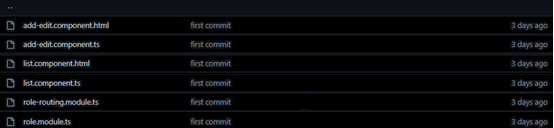 ..
add-edit.component.html first commit 3 days ago
add-edit.component.ts first commit 3 days ago
list.component.html first commit 3 days ago
list.component.ts first commit 3 days ago
role-routing.module.ts first commit 3 days ago
role.module.ts first commit 3 days ago